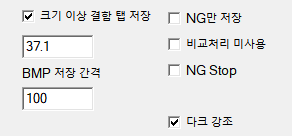 크기 이상 결함 탭 저장
37.1
BMP 저장 간격
100
NG만 저장
비교처리 미사용
NG Stop
다크 강조